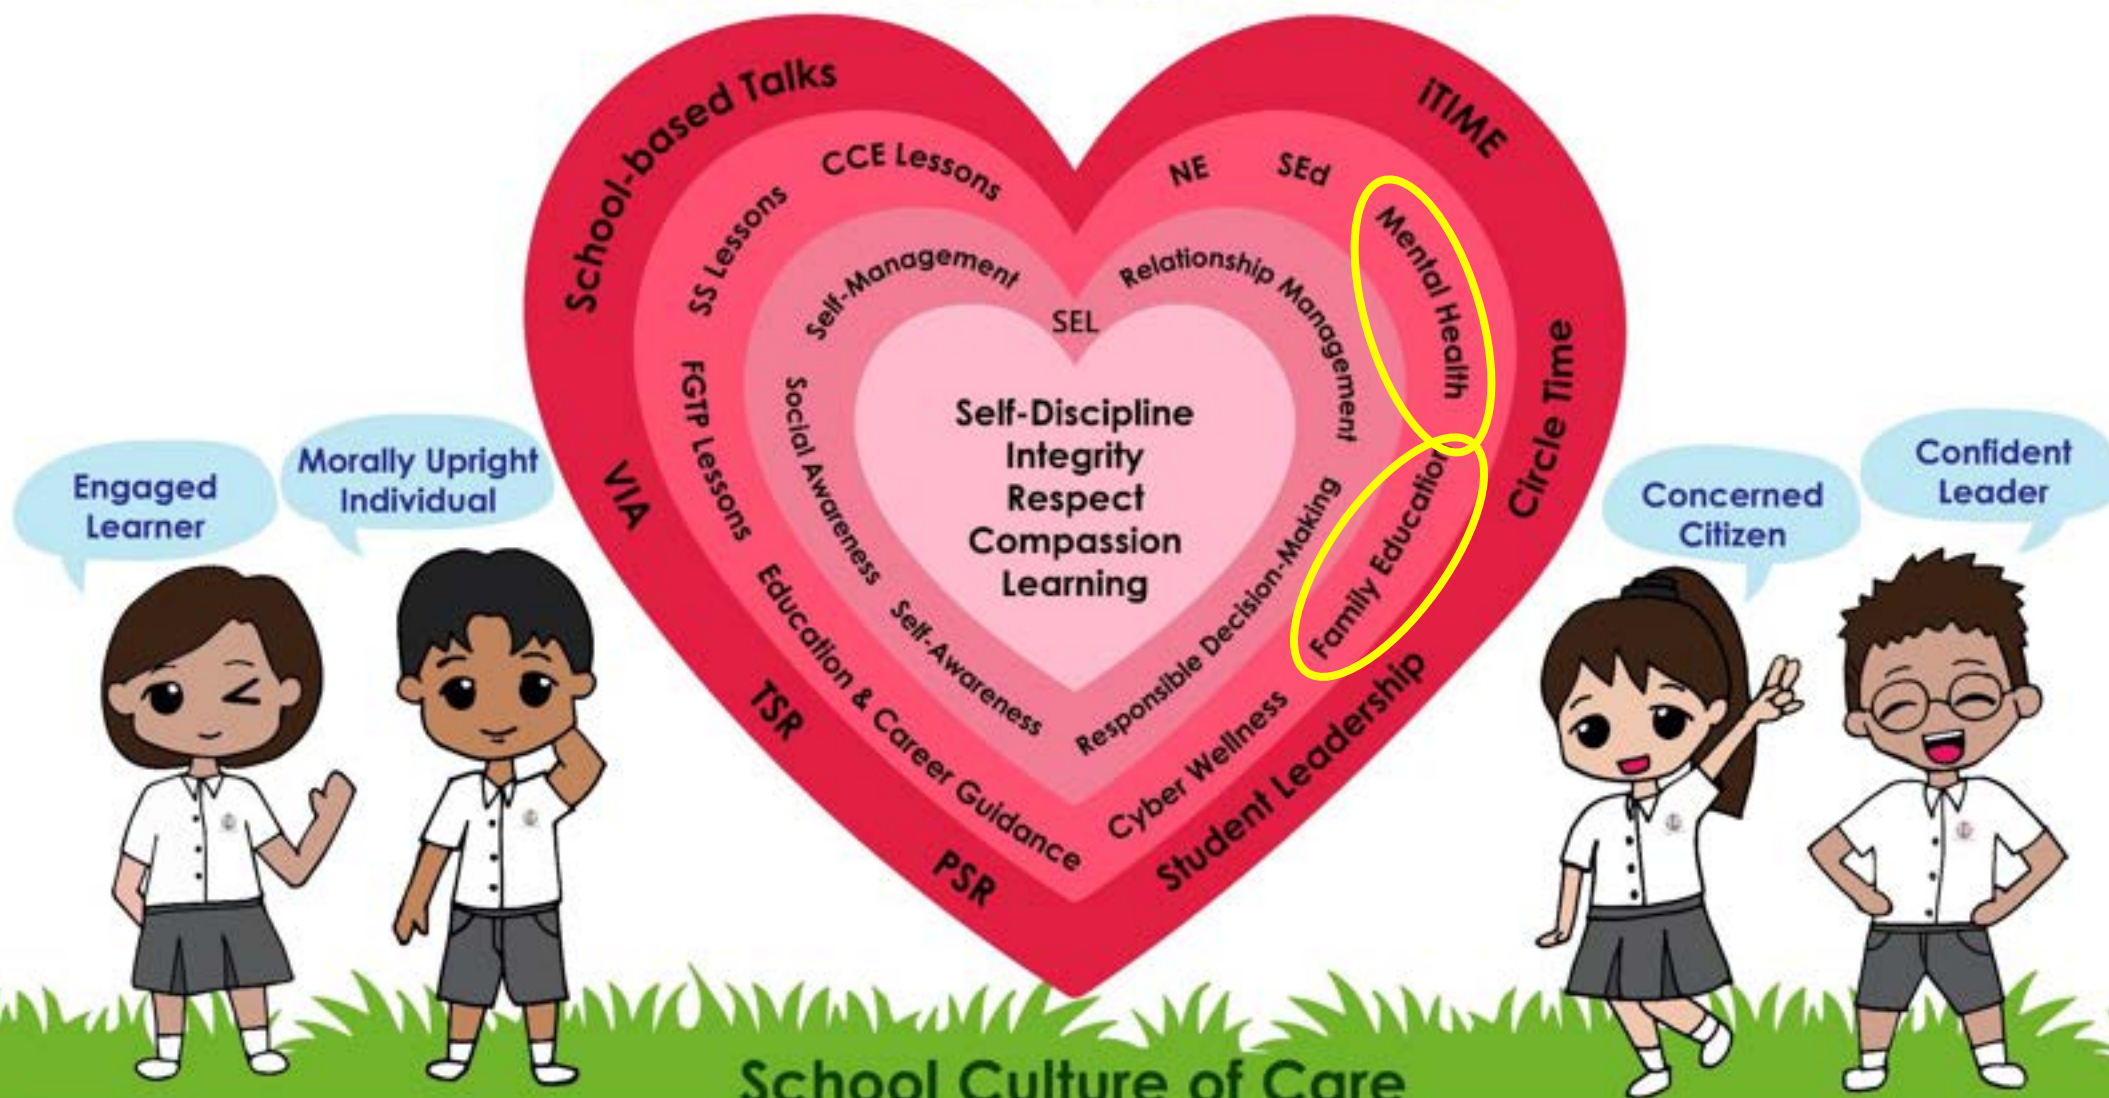 School-based Talks
iTIME
Circle Time
Student Leadership
PSR
TSR
VIA
CCE Lessons
SS Lessons
FGTP Lessons
Education & Career Guidance
NE
SEd
Mental Health
Family Education
Cyber Wellness
SEL
Self-Management
Social Awareness
Self-Awareness
Relationship Management
Responsible Decision-Making
Self-Discipline
Integrity
Respect
Compassion
Learning
Engaged
Learner
Morally Upright
Individual
Concerned
Citizen
Confident
Leader
School Culture of Care